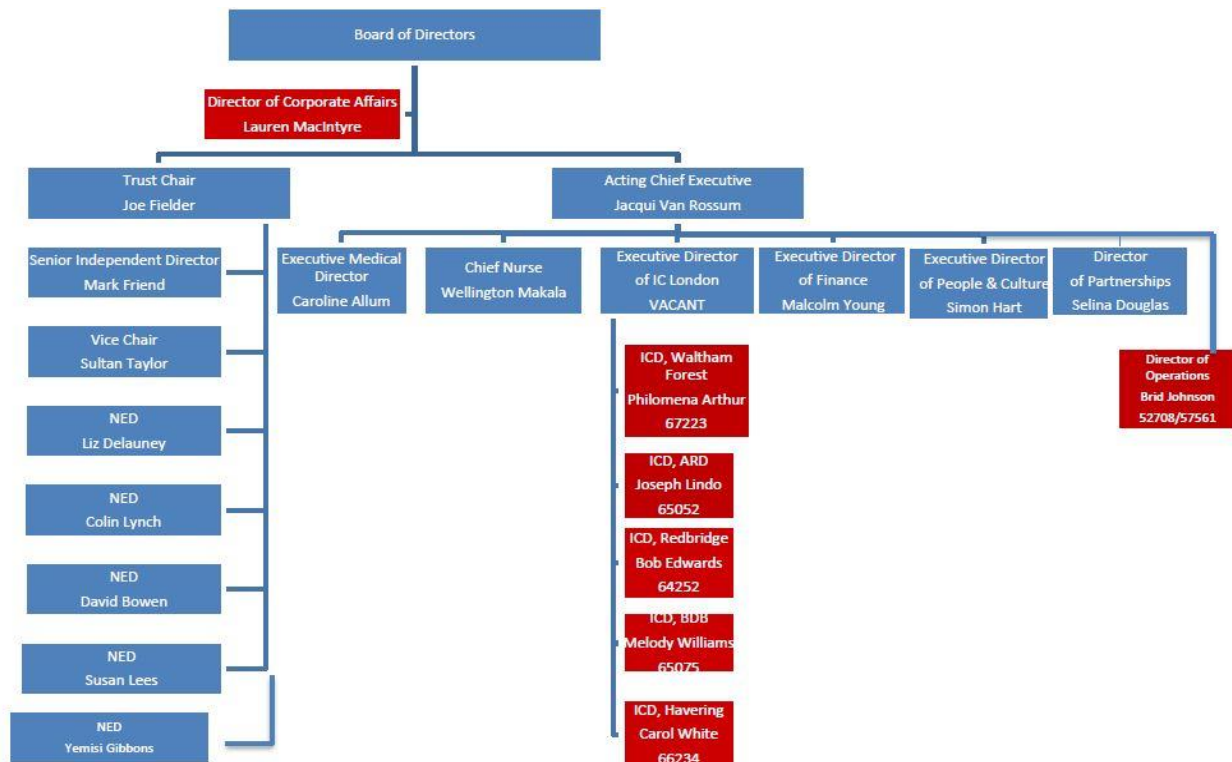 Board of Directors
Director of Corporate Affairs
Lauren MacIntyre
Trust Chair
Joe Fielder
Acting Chief Executive
Jacqui Van Rossum
Senior Independent Director
Mark Friend
Vice Chair
Sultan Taylor
NED
Liz Delauney
NED
Colin Lynch
NED
David Bowen
NED
Susan Lees
NED
Yemisi Gibbons
Executive Medical
Director
Caroline Allum
Chief Nurse
Wellington Makala
Executive Director
of IC London
VACANT
Executive Director
of Finance
Malcolm Young
Executive Director
of People & Culture
Simon Hart
Director
of Partnerships
Selina Douglas
ICD, Waltham
Forest
Philomena Arthur
67223
ICD, ARD
Joseph Lindo
65052
ICD, Redbridge
Bob Edwards
64252
ICD, BDB
Melody Williams
65075
ICD, Havering
Carol White
66234
Director of
Operations
Brid Johnson
52708/57561